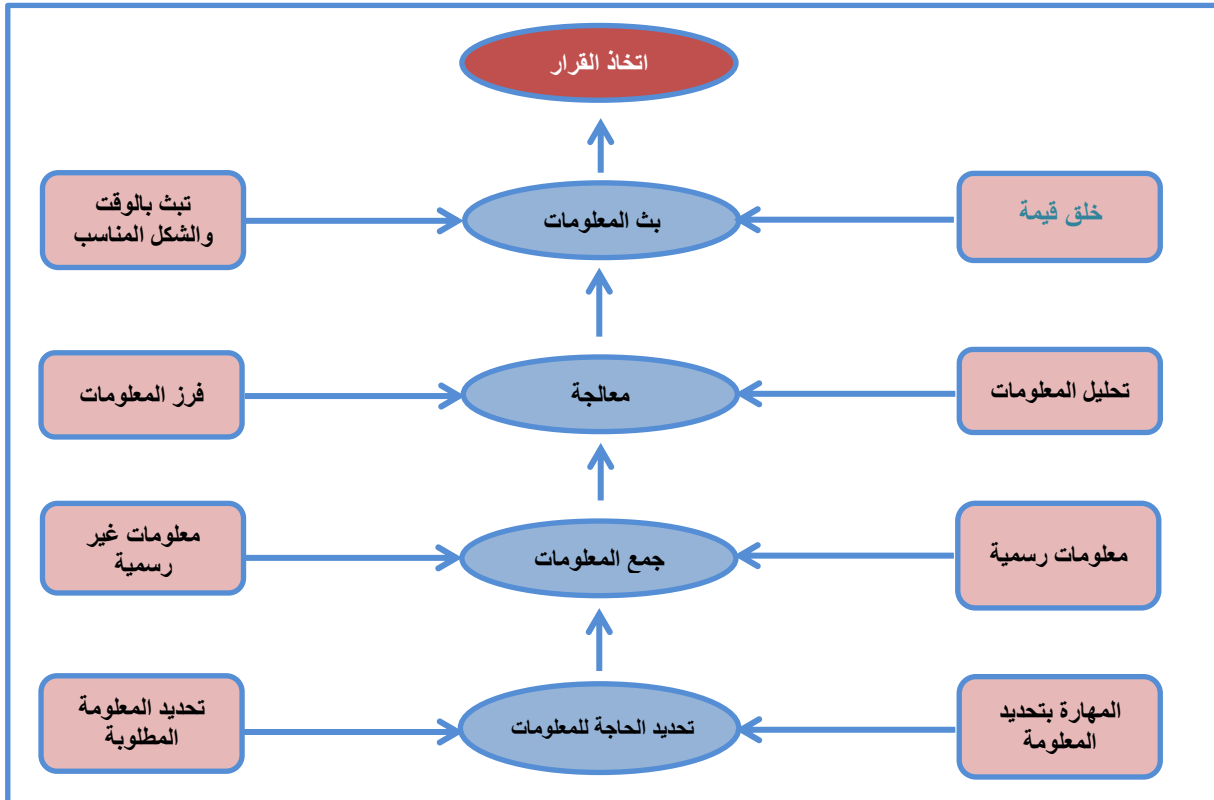 اتخاذ القرار
خلق قيمة
بث المعلومات
تبث بالوقت
والشكل المناسب
تحليل المعلومات
معالجة
فرز المعلومات
معلومات رسمية
جمع المعلومات
معلومات غير
رسمية
المهارة بتحديد
المعلومة
تحديد الحاجة للمعلومات
تحديد المعلومة
المطلوبة